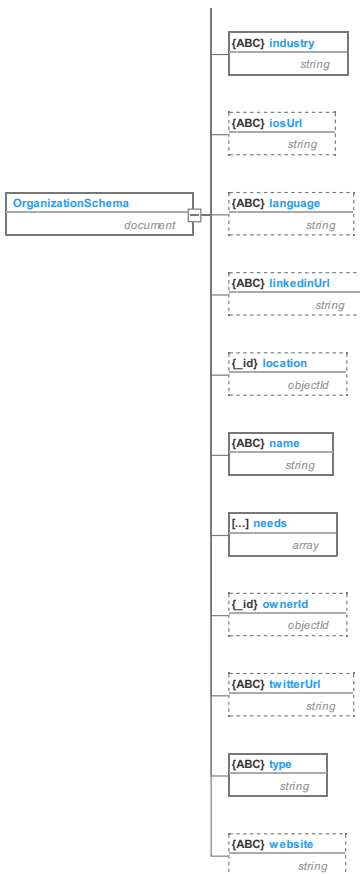 {ABC} industry
string
{ABC} iosUrl
string
OrganizationSchema
document
{ABC} language
string
{ABC} linkedinUrl
string
{_id} location
objectId
{ABC} name
string
[...] needs
array
{_id} ownerId
objectId
{ABC} twitterUrl
string
{ABC} type
string
{ABC} website
string